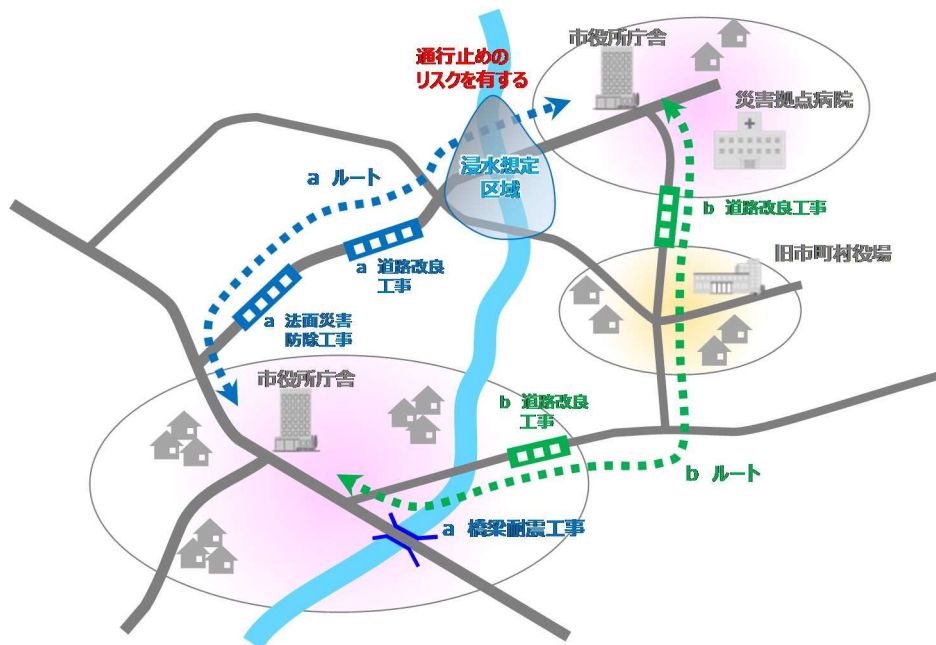 市役所庁舎
通行止めの
リスクを有する
災害拠点病院
浸水想定
区域
a ルート
b 道路改良工事
a 道路改良
工事
旧市町村役場
a 法面災害
防除工事
市役所庁舎
b 道路改良
工事
b ルート
a 橋梁耐震工事